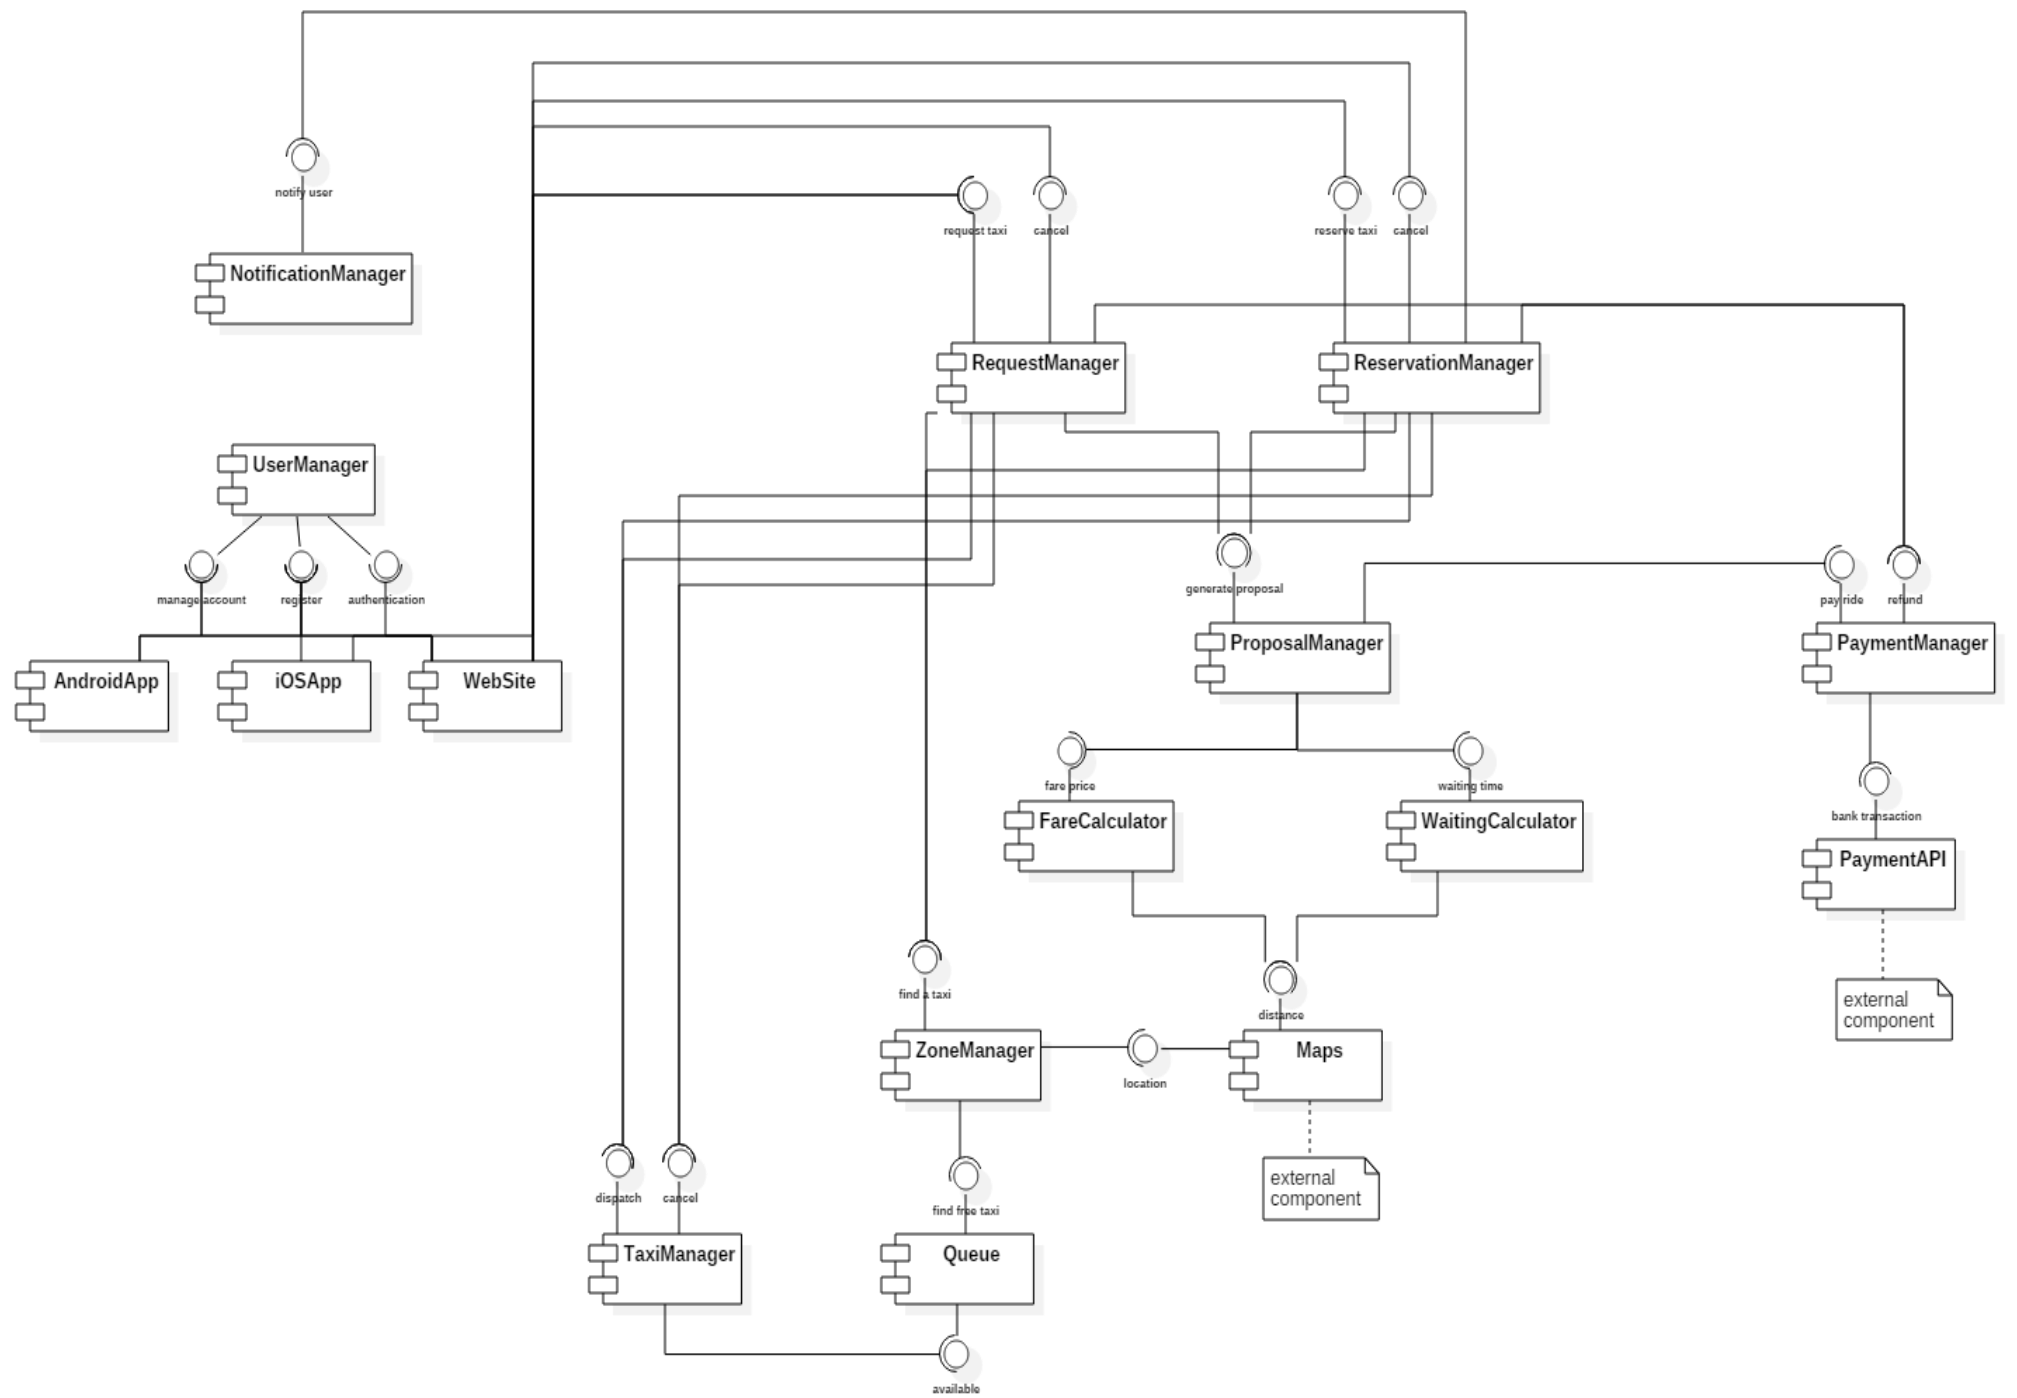 notify user
request taxi
cancel
reserve taxi
cancel
NotificationManager
RequestManager
ReservationManager
UserManager
manage account
register
authentication
generate proposal
pay ride
refund
AndroidApp
iOSApp
WebSite
ProposalManager
PaymentManager
fare price
waiting time
bank transaction
FareCalculator
WaitingCalculator
PaymentAPI
find a taxi
distance
external
component
ZoneManager
Maps
location
dispatch
cancel
find free taxi
external
component
TaxiManager
Queue
available